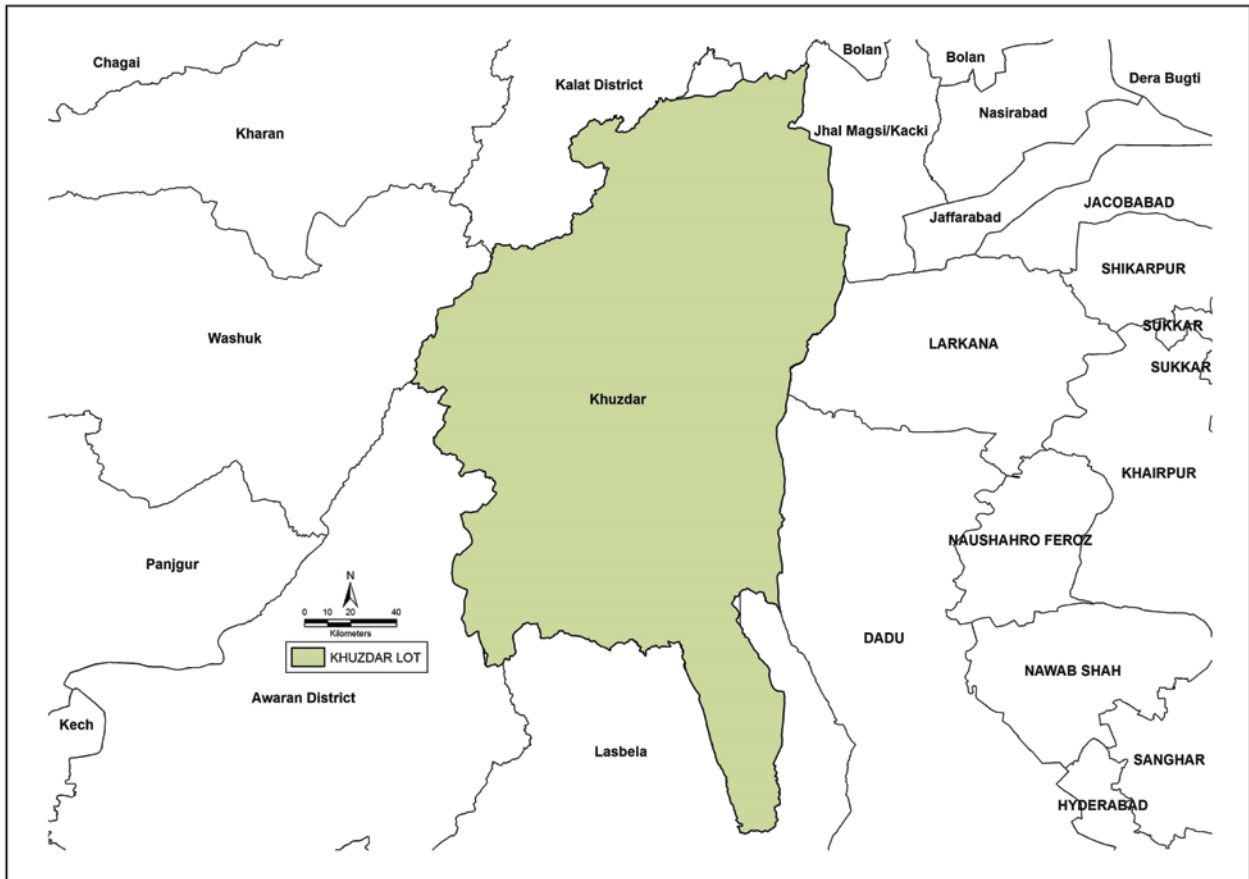 Chagai
Kalat District
Bolan
Bolan
Dera Bugti
Kharan
Jhal Magsi/Kacki
Nasirabad
JACOBABAD
Jaffarabad
SHIKARPUR
SUKKAR
Washuk
LARKANA
SUKKAR
Khuzdar
KHAIRPUR
NAUSHAHRO FEROZ
Panjgur
N
0 10 20 40
Kilometers
KHUZDAR LOT
DADU
NAWAB SHAH
Awaran District
Kech
Lasbela
SANGHAR
HYDERABAD